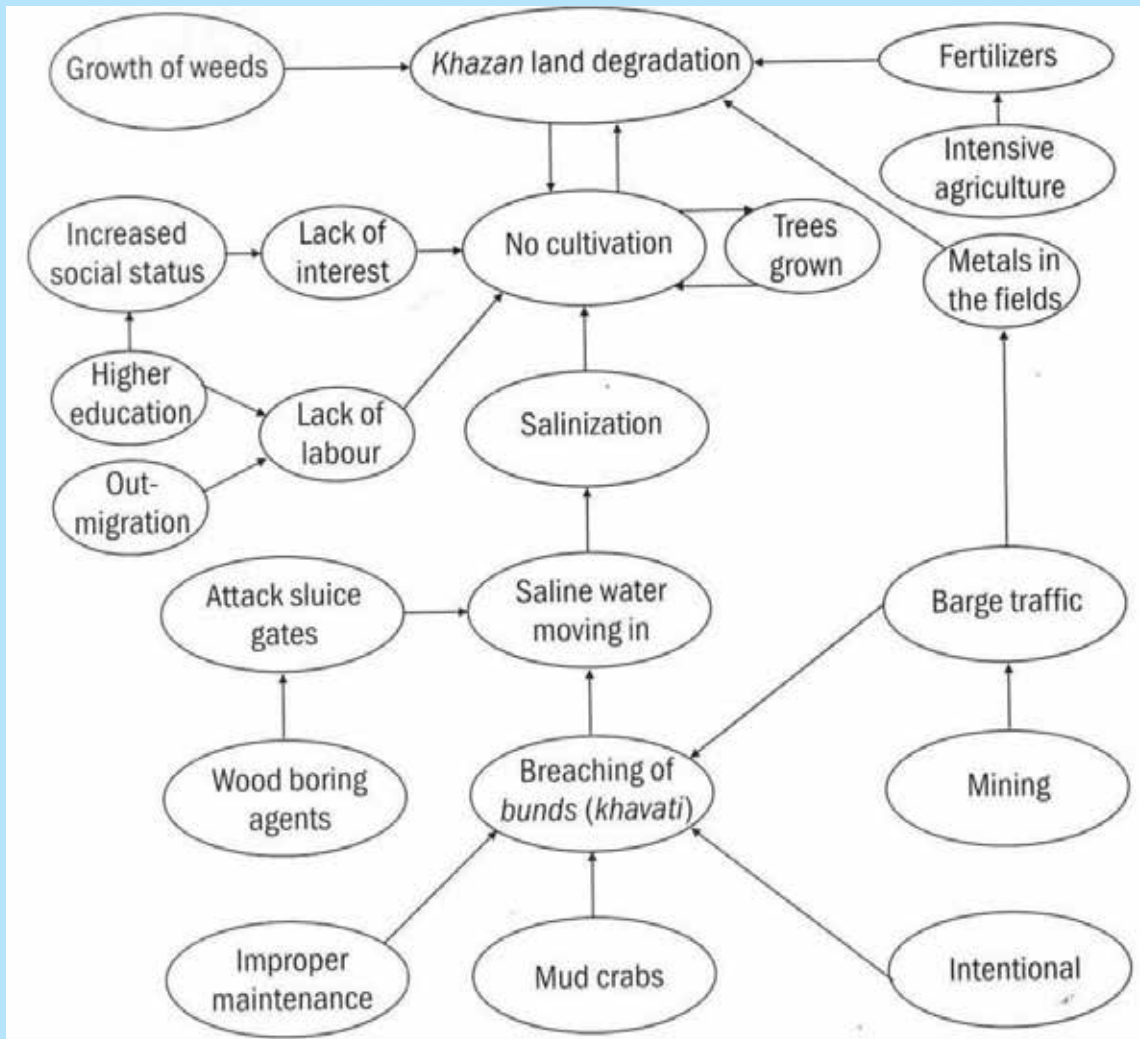 Growth of weeds
Khazan land degradation
Fertilizers
Intensive
agriculture
Increased
social status
Lack of
interest
No cultivation
Trees
grown
Metals in
the fields
Higher
education
Lack of
labour
Salinization
Out-
migration
Attack sluice
gates
Saline water
moving in
Barge traffic
Wood boring
agents
Breaching of
bunds (khavati)
Mining
Improper
maintenance
Mud crabs
Intentional